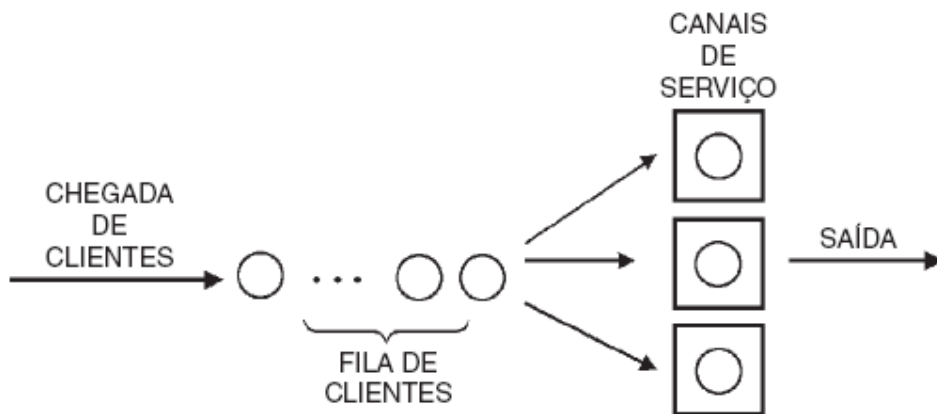 CANAIS
DE
SERVIÇO
CHEGADA
DE
CLIENTES
SAÍDA
FILA DE
CLIENTES